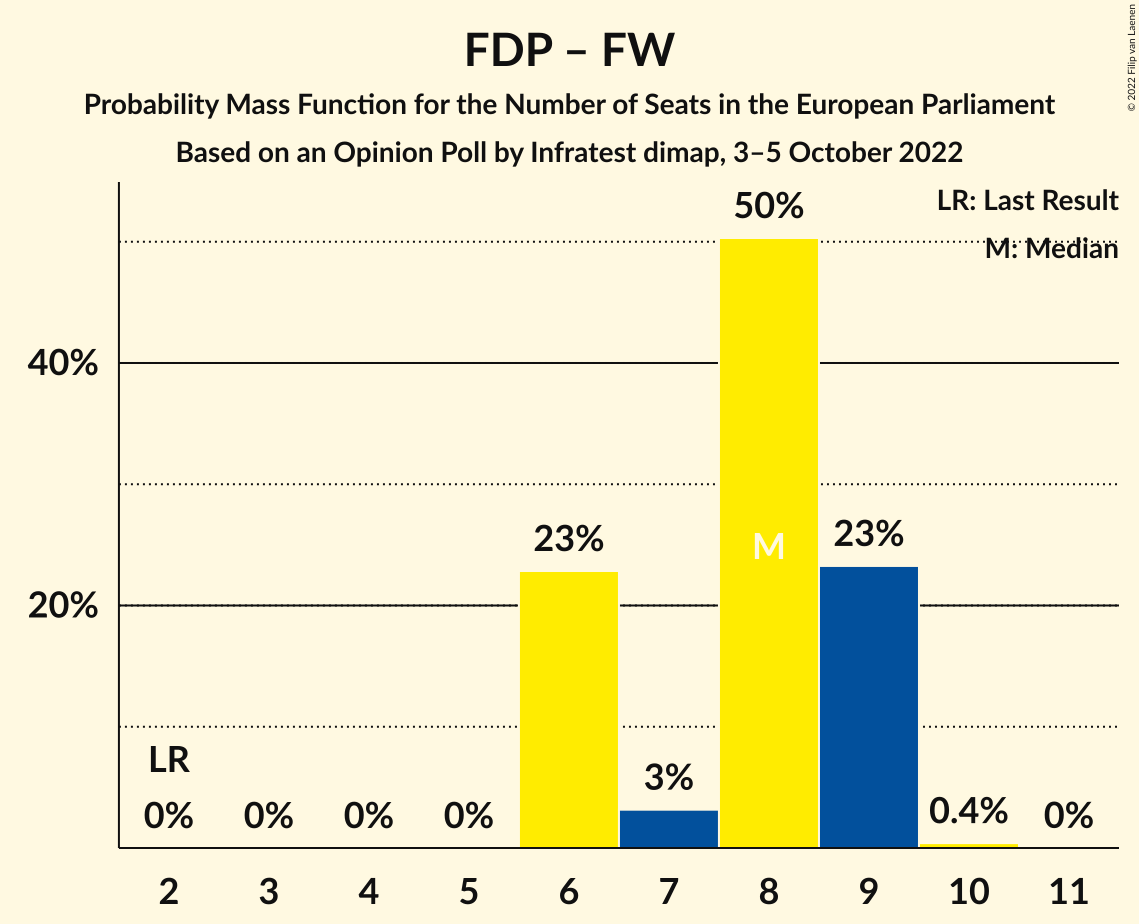 FDP – FW
Probability Mass Function for the Number of Seats in the European Parliament
Based on an Opinion Poll by Infratest dimap, 3–5 October 2022
© 2022 Filip van Laenen
LR: Last Result
M: Median
50%
40%
23%
M
23%
20%
LR
0%
0%
0%
0%
3%
0.4%
0%
2
3
4
5
6
7
8
9
10
11